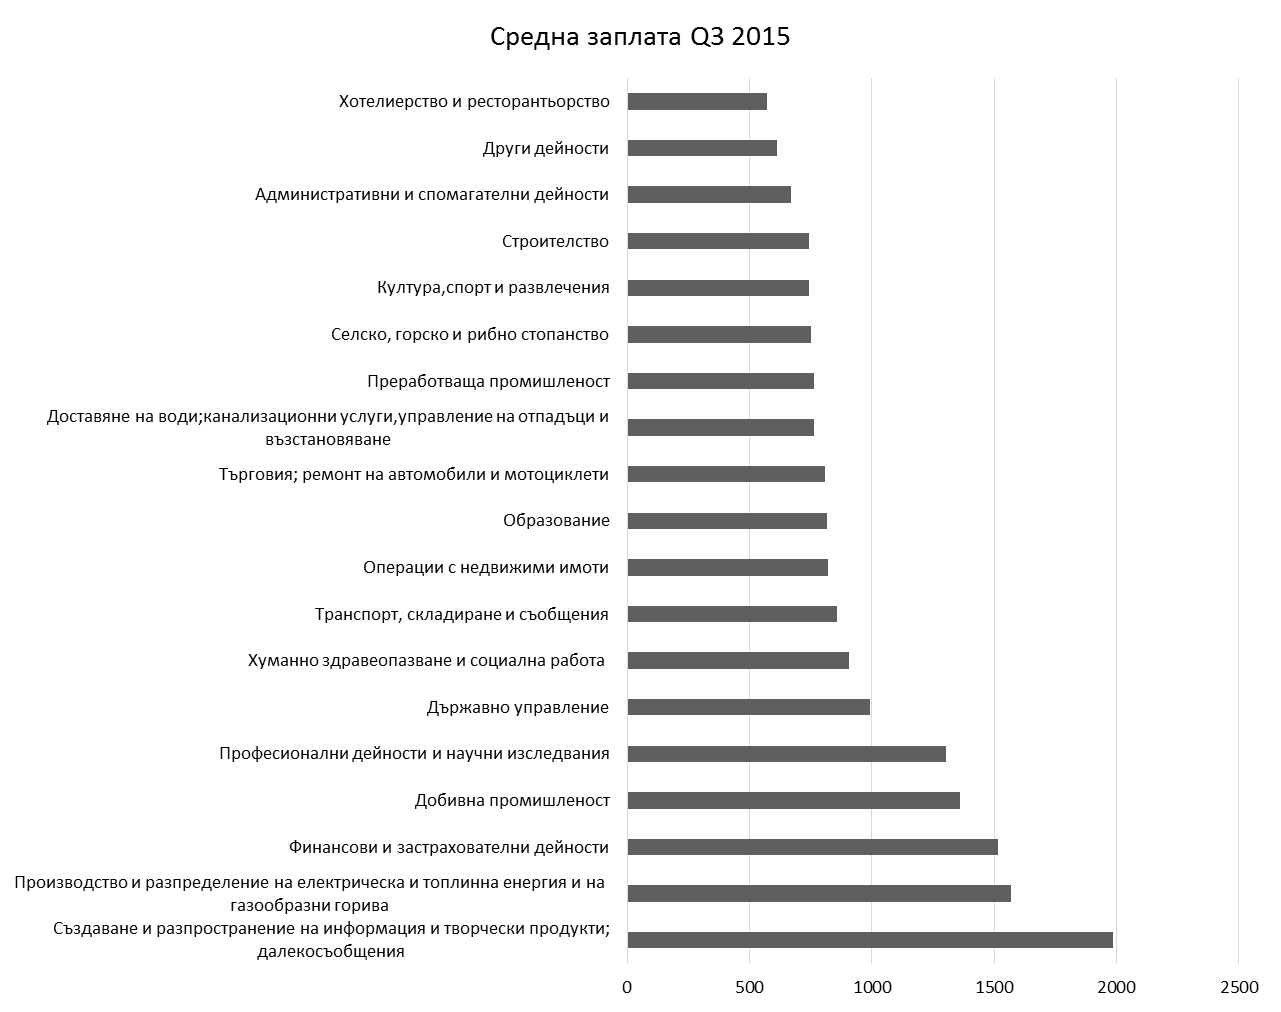 Средна заплата Q3 2015
Хотелиерство и ресторантьорство
Други дейности
Административни и спомагателни дейности
Строителство
Култура,спорт и развлечения
Селско, горско и рибно стопанство
Преработваща промишленост
Доставяне на води;канализационни услуги,управление на отпадъци и
възстановяване
Търговия; ремонт на автомобили и мотоциклети
Образование
Операции с недвижими имоти
Транспорт, складиране и съобщения
Хуманно здравеопазване и социална работа
Държавно управление
Професионални дейности и научни изследвания
Добивна промишленост
Финансови и застрахователни дейности
Производство и разпределение на електрическа и топлинна енергия и на
газообразни горива
Създаване и разпространение на информация и творчески продукти;
далекосъобщения
0 500 1000 1500 2000 2500